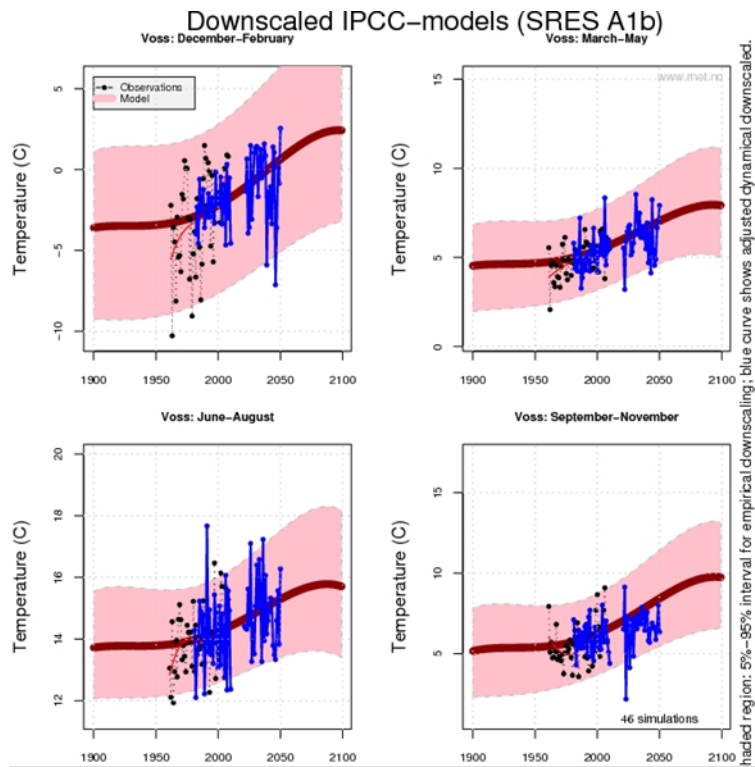 Downscaled IPCC−models (SRES A1b)
Voss: December−February
Temperature (C)
5
0
−5
−10
Observations
Model
1900 1950 2000 2050 2100
Voss: March−May
Temperature (C)
15
10
5
0
www.met.no
1900 1950 2000 2050 2100
Voss: June−August
Temperature (C)
20
18
16
14
12
1900 1950 2000 2050 2100
Voss: September−November
Temperature (C)
15
10
5
46 simulations
1900 1950 2000 2050 2100
haded region: 5%−95% interval for empirical downscaling; blue curve shows adjusted dynamical downscaled.